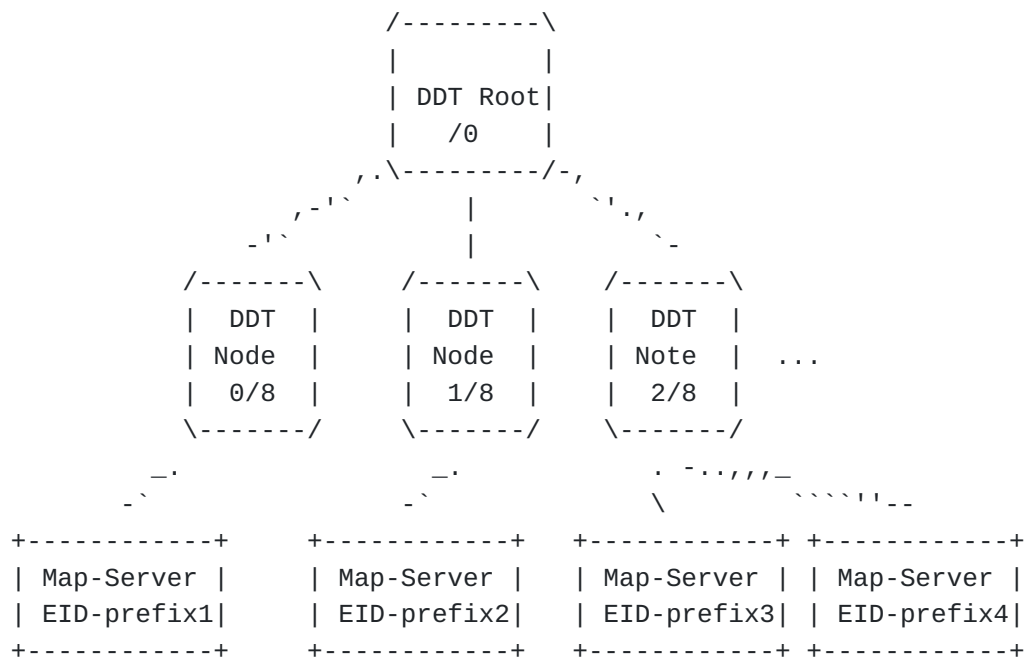 DDT Root
/0
DDT DDT DDT
Node Node Note ...
0/8 1/8 2/8
Map-Server Map-Server Map-Server Map-Server
EID-prefix1 EID-prefix2 EID-prefix3 EID-prefix4